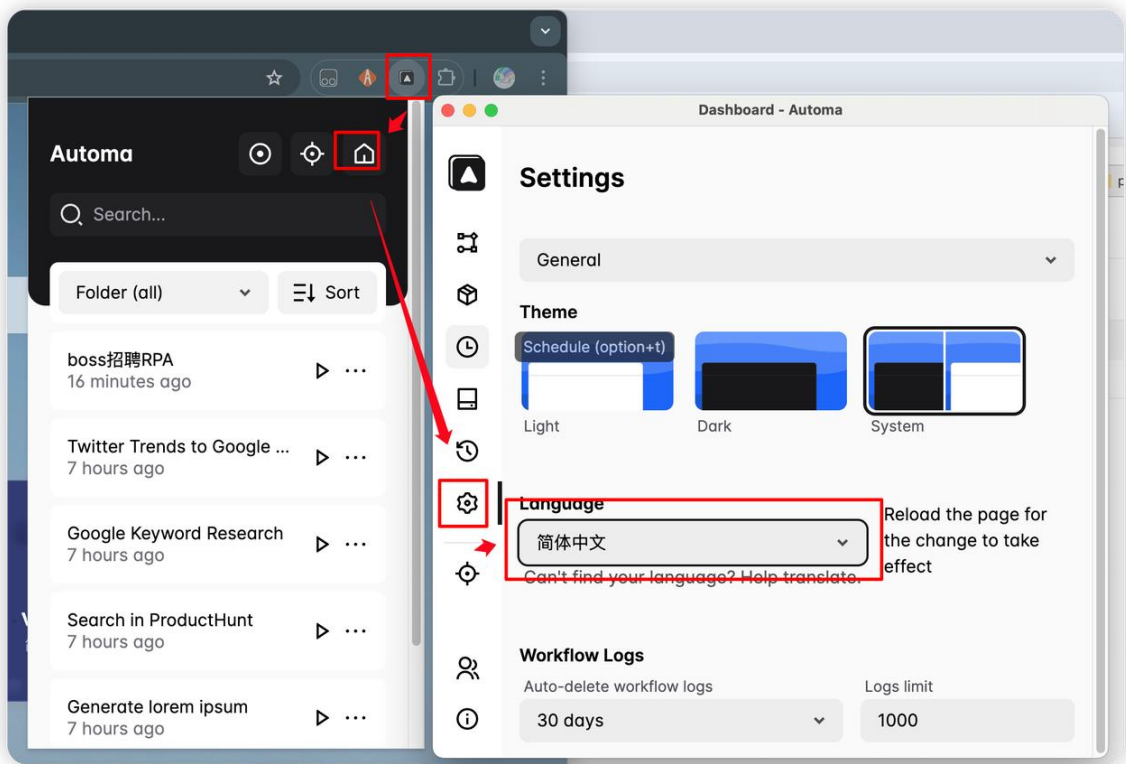 Automa
Search...
Folder (all)
Sort
boss招聘RPA
16 minutes ago
Twitter Trends to Google ...
7 hours ago
Google Keyword Research
7 hours ago
Search in ProductHunt
7 hours ago
Generate lorem ipsum
7 hours ago
Dashboard - Automa
Settings
General
Theme
Schedule (option+t)
Light
Dark
System
Language
简体中文
Reload the page for
the change to take
effect
Can't find your language? Help translate.
Workflow Logs
Auto-delete workflow logs
Logs limit
30 days
1000